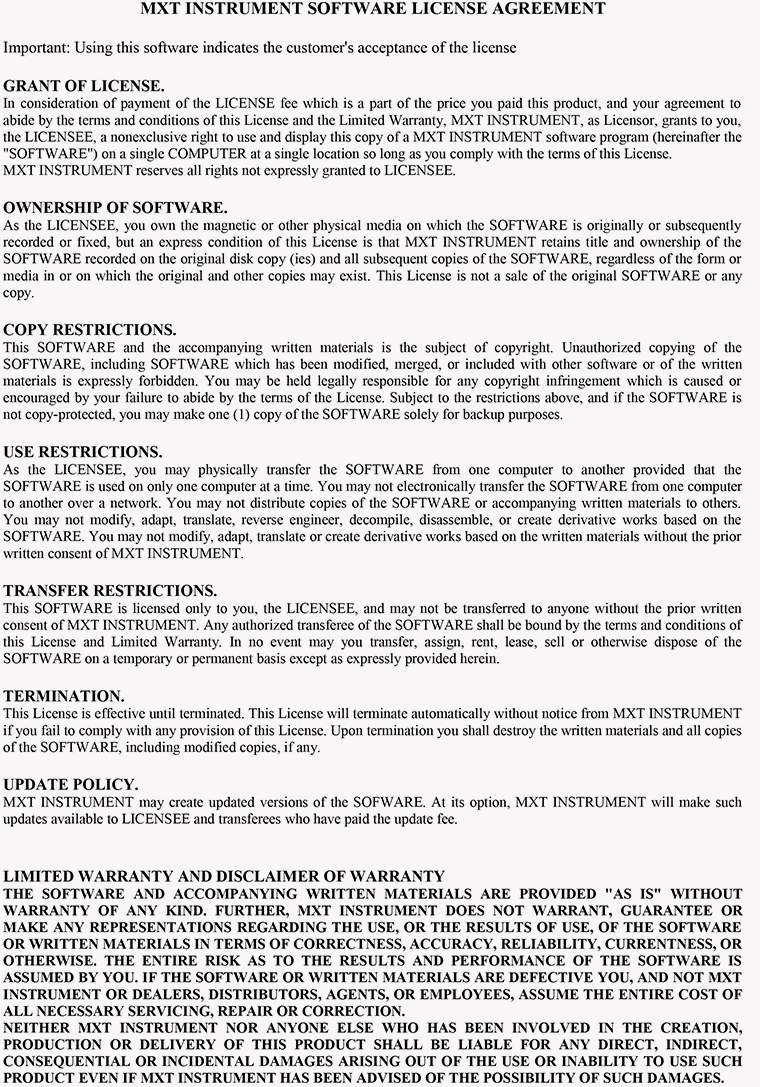 MXT INSTRUMENT SOFTWARE LICENSE AGREEMENT
Important: Using this software indicates the customer's acceptance of the license
GRANT OF LICENSE.
In consideration of payment of the LICENSE fee which is a part of the price you paid this product, and your agreement to
abide by the terms and conditions of this License and the Limited Warranty, MXT INSTRUMENT, as Licensor, grants to you,
the LICENSEE, a nonexclusive right to use and display this copy of a MXT INSTRUMENT software program (hereinafter the
"SOFTWARE") on a single COMPUTER at a single location so long as you comply with the terms of this License.
MXT INSTRUMENT reserves all rights not expressly granted to LICENSEE.
OWNERSHIP OF SOFTWARE.
As the LICENSEE, you own the magnetic or other physical media on which the SOFTWARE is originally or subsequently
recorded or fixed, but an express condition of this License is that MXT INSTRUMENT retains title and ownership of the
SOFTWARE recorded on the original disk copy (ies) and all subsequent copies of the SOFTWARE, regardless of the form or
media in or on which the original and other copies may exist. This License is not a sale of the original SOFTWARE or any
copy.
COPY RESTRICTIONS.
This SOFTWARE and the accompanying written materials is the subject of copyright. Unauthorized copying of the
SOFTWARE, including SOFTWARE which has been modified, merged, or included with other software or of the written
materials is expressly forbidden. You may be held legally responsible for any copyright infringement which is caused or
encouraged by your failure to abide by the terms of the License. Subject to the restrictions above, and if the SOFTWARE is
not copy-protected, you may make one (1) copy of the SOFTWARE solely for backup purposes.
USE RESTRICTIONS.
As the LICENSEE, you may physically transfer the SOFTWARE from one computer to another provided that the
SOFTWARE is used on only one computer at a time. You may not electronically transfer the SOFTWARE from one computer
to another over a network. You may not distribute copies of the SOFTWARE or accompanying written materials to others.
You may not modify, adapt, translate, reverse engineer, decompile, disassemble, or create derivative works based on the
SOFTWARE. You may not modify, adapt, translate or create derivative works based on the written materials without the prior
written consent of MXT INSTRUMENT.
TRANSFER RESTRICTIONS.
This SOFTWARE is licensed only to you, the LICENSEE, and may not be transferred to anyone without the prior written
consent of MXT INSTRUMENT. Any authorized transferee of the SOFTWARE shall be bound by the terms and conditions of
this License and Limited Warranty. In no event may you transfer, assign, rent, lease, sell or otherwise dispose of the
SOFTWARE on a temporary or permanent basis except as expressly provided herein.
TERMINATION.
This License is effective until terminated. This License will terminate automatically without notice from MXT INSTRUMENT
if you fail to comply with any provision of this License. Upon termination you shall destroy the written materials and all copies
of the SOFTWARE, including modified copies, if any.
UPDATE POLICY.
MXT INSTRUMENT may create updated versions of the SOFWARE. At its option, MXT INSTRUMENT will make such
updates available to LICENSEE and transferees who have paid the update fee.
LIMITED WARRANTY AND DISCLAIMER OF WARRANTY
THE SOFTWARE AND ACCOMPANYING WRITTEN MATERIALS ARE PROVIDED "AS IS" WITHOUT
WARRANTY OF ANY KIND. FURTHER, MXT INSTRUMENT DOES NOT WARRANT, GUARANTEE OR
MAKE ANY REPRESENTATIONS REGARDING THE USE, OR THE RESULTS OF USE, OF THE SOFTWARE
OR WRITTEN MATERIALS IN TERMS OF CORRECTNESS, ACCURACY, RELIABILITY, CURRENTNESS, OR
OTHERWISE. THE ENTIRE RISK AS TO THE RESULTS AND PERFORMANCE OF THE SOFTWARE IS
ASSUMED BY YOU. IF THE SOFTWARE OR WRITTEN MATERIALS ARE DEFECTIVE YOU, AND NOT MXT
INSTRUMENT OR DEALERS, DISTRIBUTORS, AGENTS, OR EMPLOYEES, ASSUME THE ENTIRE COST OF
ALL NECESSARY SERVICING, REPAIR OR CORRECTION.
NEITHER MXT INSTRUMENT NOR ANYONE ELSE WHO HAS BEEN INVOLVED IN THE CREATION,
PRODUCTION OR DELIVERY OF THIS PRODUCT SHALL BE LIABLE FOR ANY DIRECT, INDIRECT,
CONSEQUENTIAL OR INCIDENTAL DAMAGES ARISING OUT OF THE USE OR INABILITY TO USE SUCH
PRODUCT EVEN IF MXT INSTRUMENT HAS BEEN ADVISED OF THE POSSIBILITY OF SUCH DAMAGES.